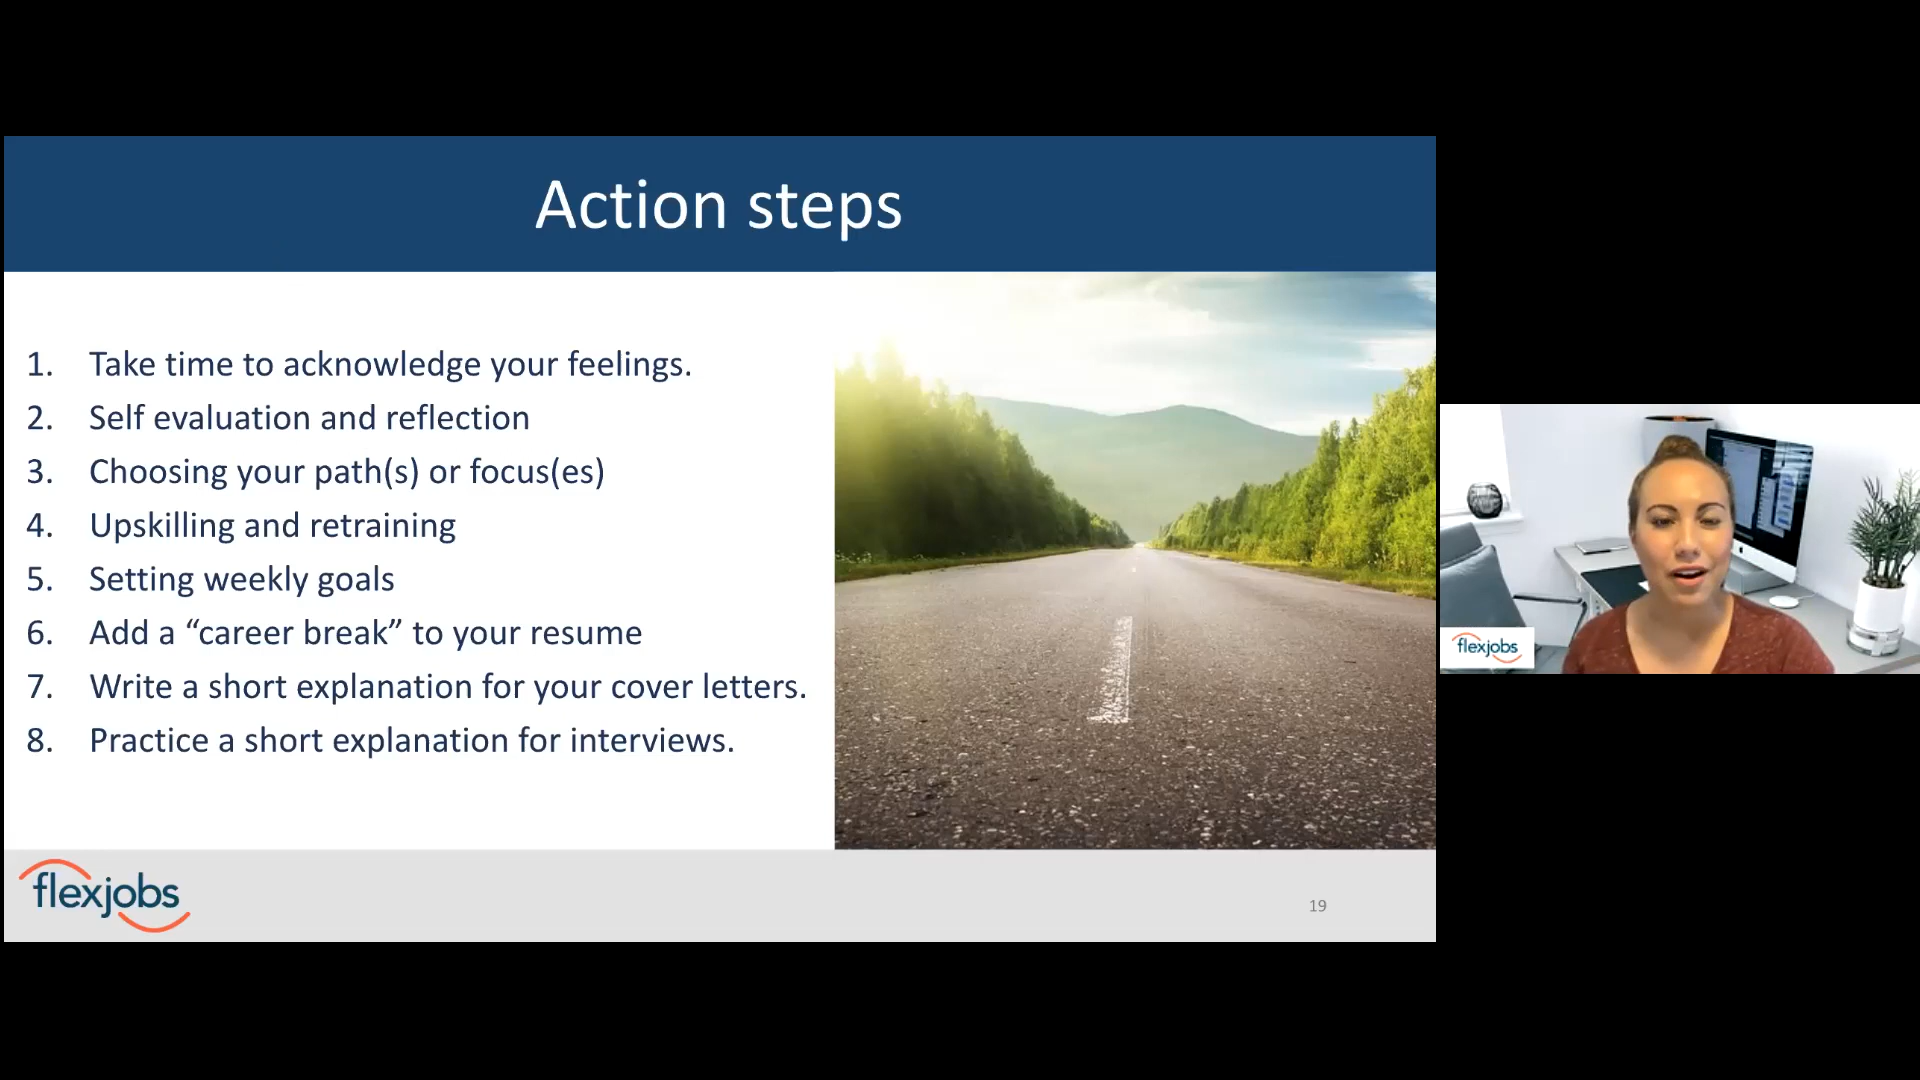 Action steps
1. Take time to acknowledge your feelings.
2. Self evaluation and reflection
3. Choosing your path(s) or focus(es)
4. Upskilling and retraining
5. Setting weekly goals
6. Add a “career break” to your resume
7. Write a short explanation for your cover letters.
8. Practice a short explanation for interviews.
flexjobs
19
flexjobs